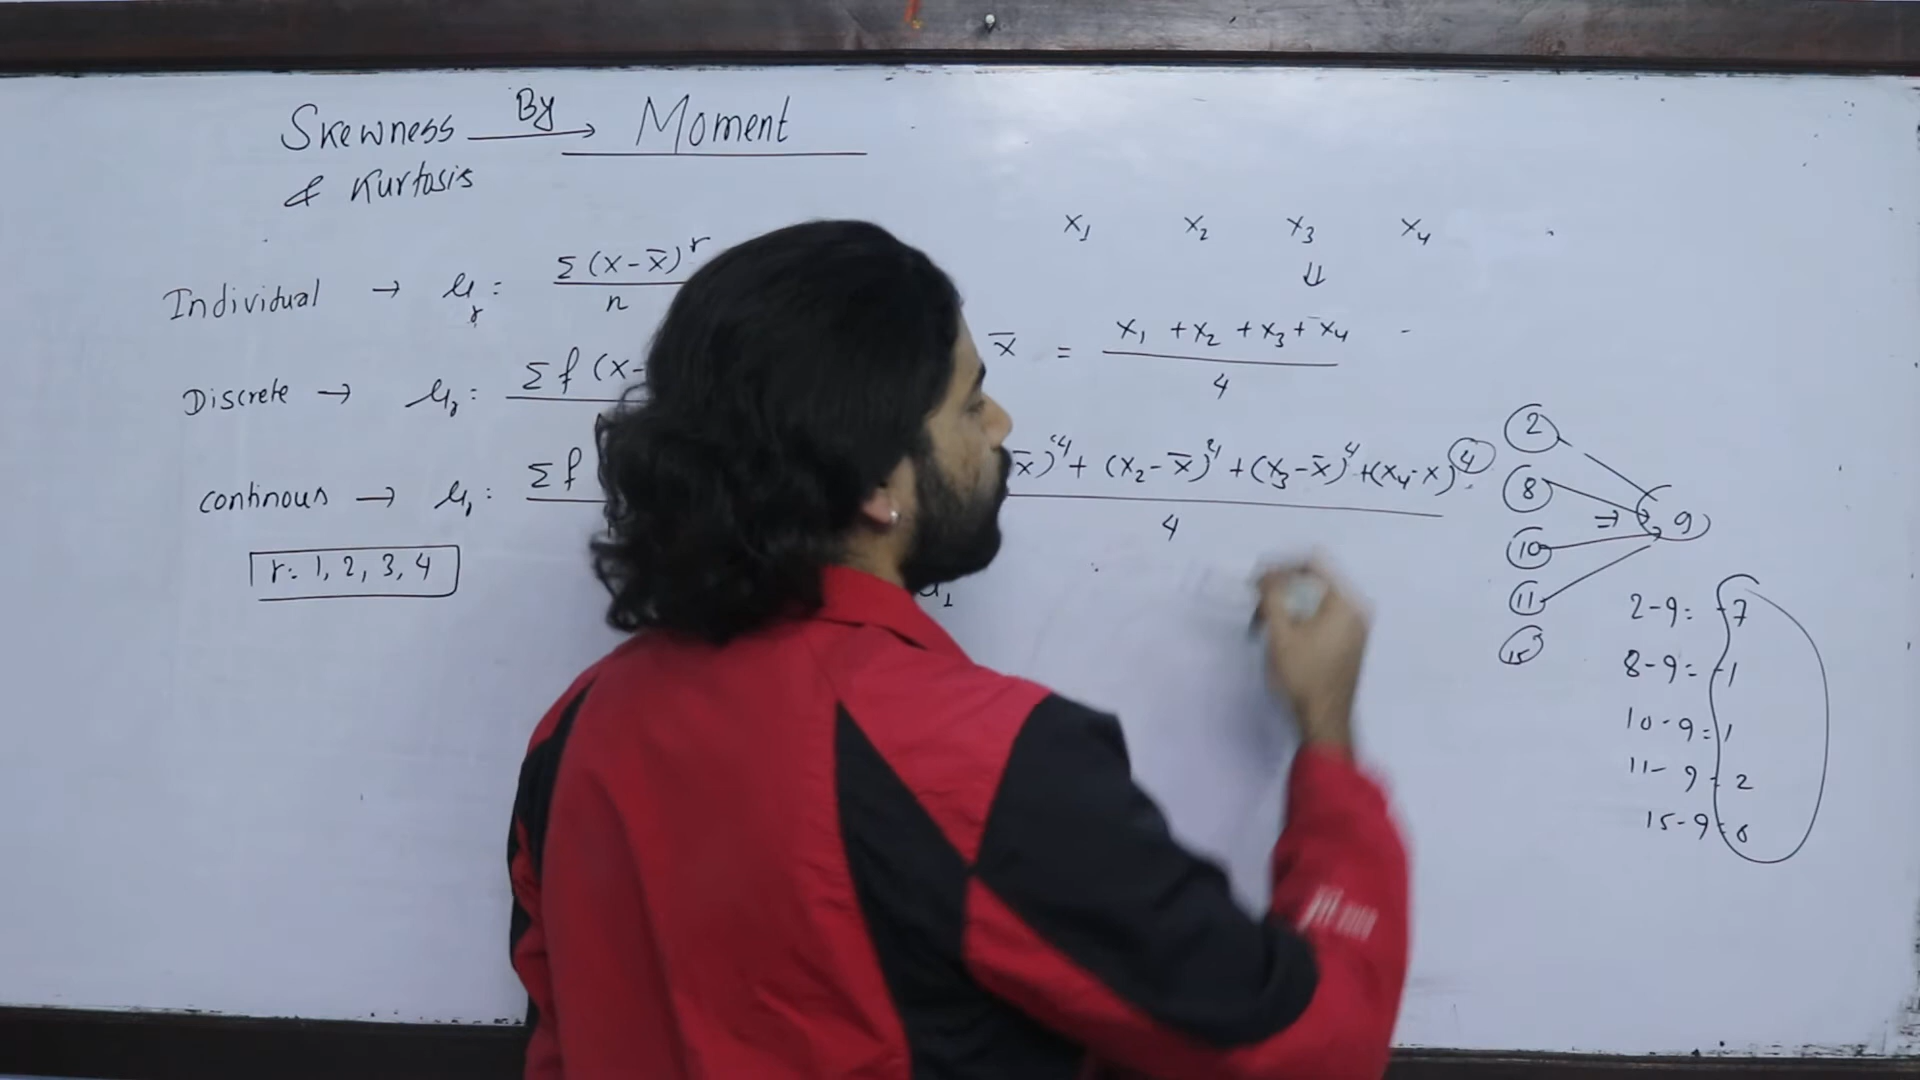 Skewness By → Moment
& Kurtosis
Individual → μr = Σ(x-x̄)^r / n
Discrete → μr = Σf(x-
continous → μr = Σf
r: 1, 2, 3, 4
x1 x2 x3 x4
⇓
x̄ = x1 + x2 + x3 + x4 / 4
x̄)^4 + (x2 - x̄)^4 + (x3 - x̄)^4 + (x4 - x)^4 / 4
2
8
10
11
15
⇒ 9
2-9 = -7
8-9 = -1
10-9 = 1
11-9 = 2
15-9 = 6